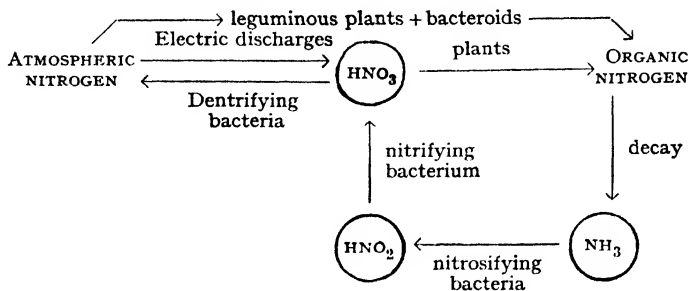 leguminous plants + bacteroids
Electric discharges
plants
ATMOSPHERIC
NITROGEN
HNO₃
ORGANIC
NITROGEN
Dentrifying
bacteria
nitrifying
bacterium
decay
HNO₂
NH₃
nitrosifying
bacteria